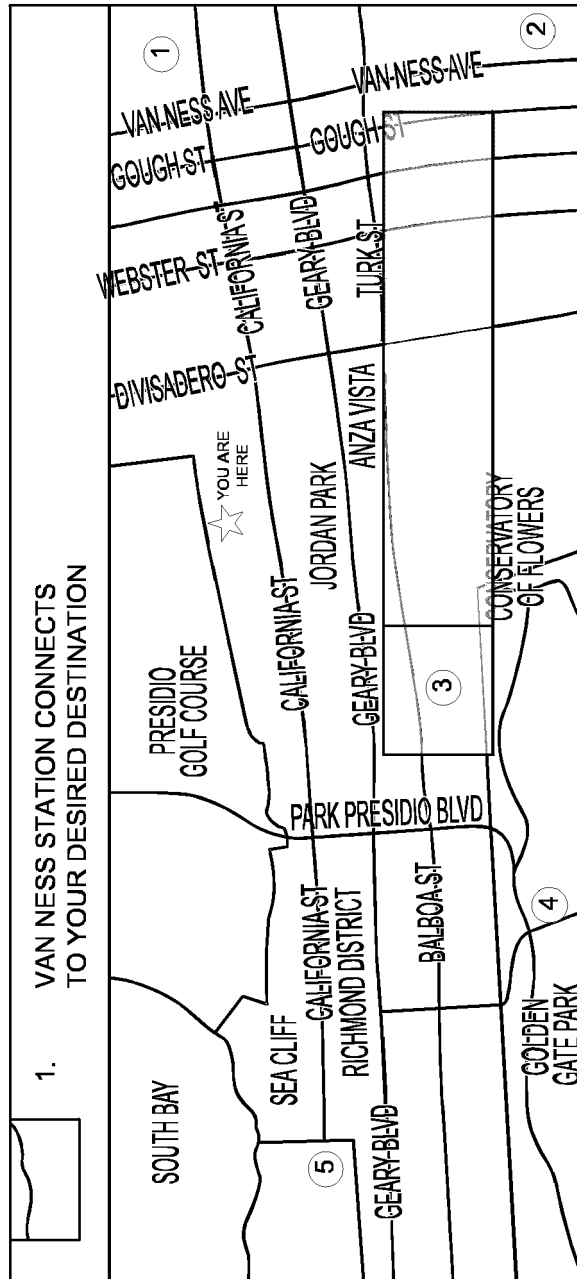 1.
VAN NESS STATION CONNECTS
TO YOUR DESIRED DESTINATION
SOUTH BAY
PRESIDIO
GOLF COURSE
1
VAN-NESS AVE
GOUGH-ST
WEBSTER-ST
DIVISADERO ST
YOU ARE
HERE
CALIFORNIA-ST
SEA CLIFF
CALIFORNIA-ST
CALIFORNIA-ST
GEARY-BLVD
JORDAN PARK
5
RICHMOND DISTRICT
PARK PRESIDIO BLVD
GEARY-BLVD
GEARY-BLVD
ANZA VISTA
TURK-ST
GOUGH-ST
VAN-NESS AVE
BALBOA-ST
3
2
4
CONSERVATORY
OF FLOWERS
GOLDEN
GATE PARK